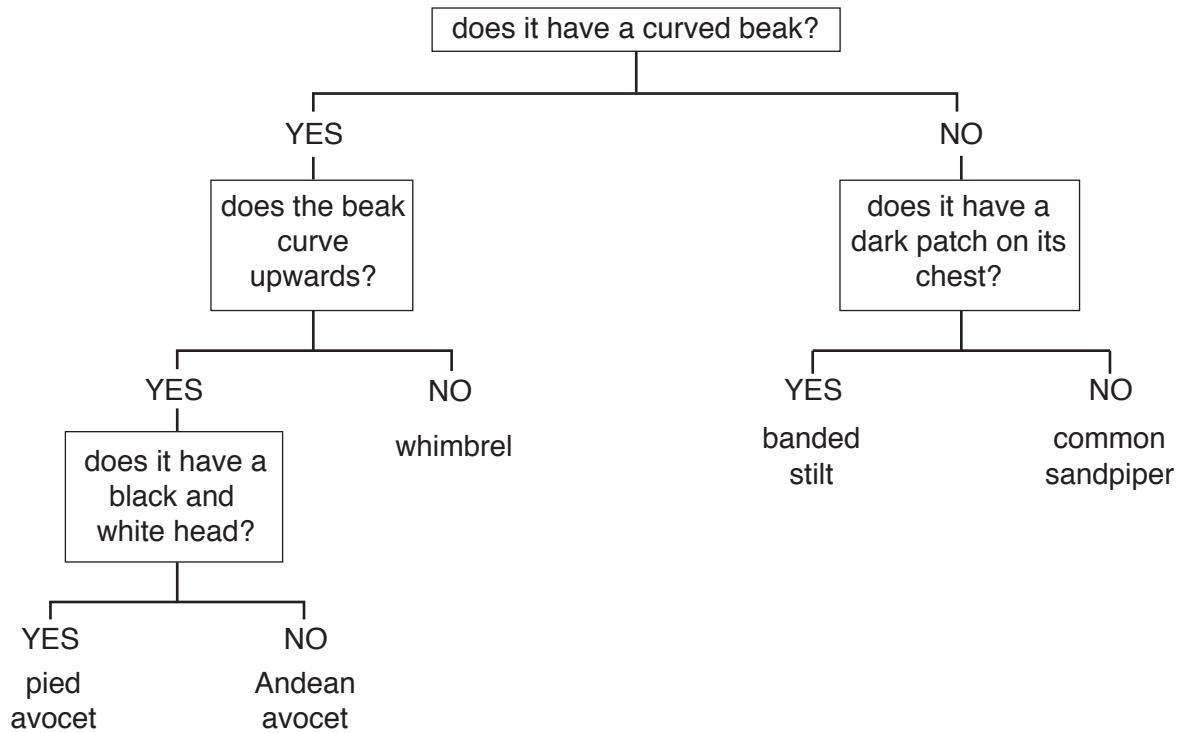 does it have a curved beak?
YES
NO
does the beak
curve
upwards?
does it have a
dark patch on its
chest?
YES
NO
whimbrel
YES
banded
stilt
NO
common
sandpiper
does it have a
black and
white head?
YES
pied
avocet
NO
Andean
avocet